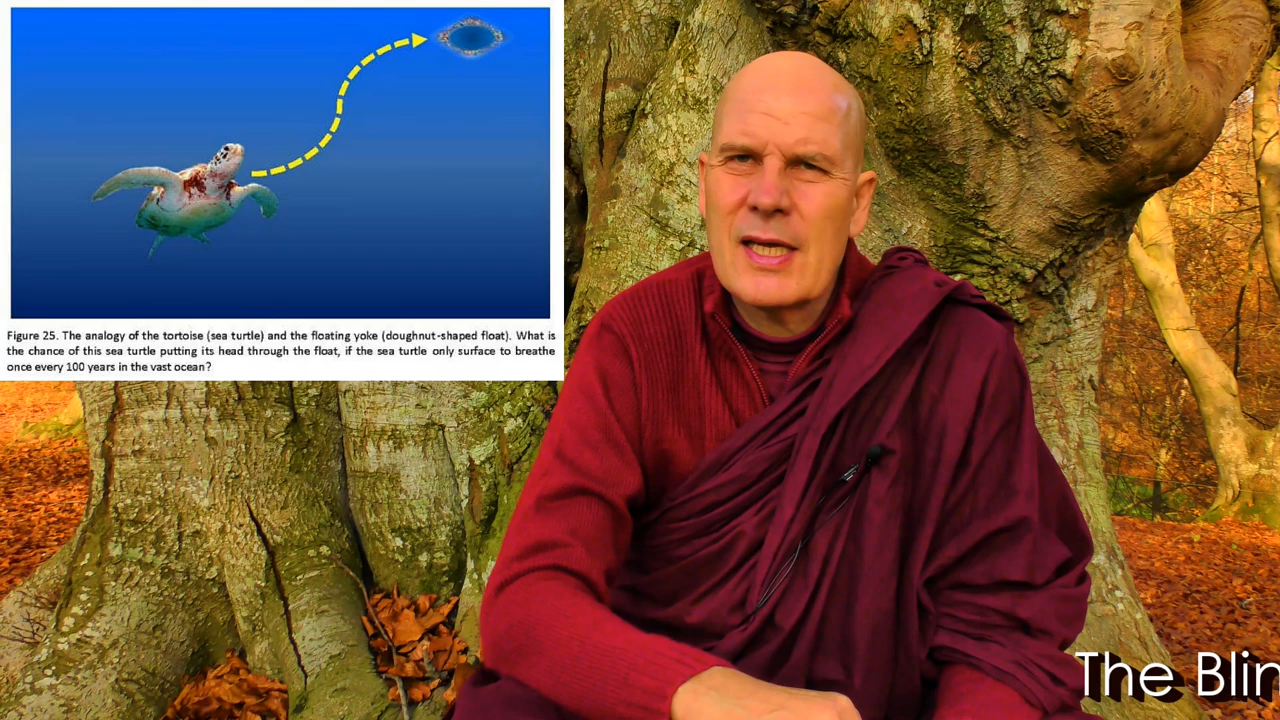 Figure 25. The analogy of the tortoise (sea turtle) and the floating yoke (doughnut-shaped float). What is
the chance of this sea turtle putting its head through the float, if the sea turtle only surface to breathe
once every 100 years in the vast ocean?
The Blin